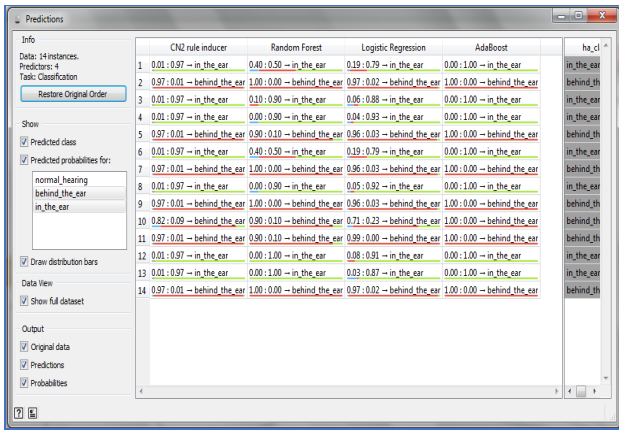 Predictions
Info
Data: 14 instances.
Predictors: 4
Task: Classification
Restore Original Order
Show
Predicted class
Predicted probabilities for:
normal_hearing
behind_the_ear
in_the_ear
Draw distribution bars
Data View
Show full dataset
Output
Original data
Predictions
Probabilities
CN2 rule inducer Random Forest Logistic Regression AdaBoost ha_cl
1 0.01 : 0.97 → in_the_ear 0.40 : 0.50 → in_the_ear 0.19 : 0.79 → in_the_ear 0.00 : 1.00 → in_the_ear in_the_ear
2 0.97 : 0.01 → behind_the_ear 1.00 : 0.00 → behind_the_ear 0.97 : 0.02 → behind_the_ear 1.00 : 0.00 → behind_the_ear behind_th
3 0.01 : 0.97 → in_the_ear 0.10 : 0.90 → in_the_ear 0.06 : 0.88 → in_the_ear 0.00 : 1.00 → in_the_ear in_the_ear
4 0.01 : 0.97 → in_the_ear 0.00 : 0.90 → in_the_ear 0.04 : 0.93 → in_the_ear 0.00 : 1.00 → in_the_ear in_the_ear
5 0.97 : 0.01 → behind_the_ear 0.90 : 0.10 → behind_the_ear 0.96 : 0.03 → behind_the_ear 1.00 : 0.00 → behind_the_ear behind_th
6 0.01 : 0.97 → in_the_ear 0.40 : 0.50 → in_the_ear 0.19 : 0.79 → in_the_ear 0.00 : 1.00 → in_the_ear in_the_ear
7 0.97 : 0.01 → behind_the_ear 1.00 : 0.00 → behind_the_ear 0.96 : 0.03 → behind_the_ear 1.00 : 0.00 → behind_the_ear behind_th
8 0.01 : 0.97 → in_the_ear 0.00 : 0.90 → in_the_ear 0.05 : 0.92 → in_the_ear 0.00 : 1.00 → in_the_ear in_the_ear
9 0.97 : 0.01 → behind_the_ear 1.00 : 0.00 → behind_the_ear 0.96 : 0.03 → behind_the_ear 1.00 : 0.00 → behind_the_ear behind_th
10 0.82 : 0.09 → behind_the_ear 0.90 : 0.10 → behind_the_ear 0.71 : 0.23 → behind_the_ear 1.00 : 0.00 → behind_the_ear behind_th
11 0.97 : 0.01 → behind_the_ear 0.90 : 0.10 → behind_the_ear 0.99 : 0.00 → behind_the_ear 1.00 : 0.00 → behind_the_ear behind_th
12 0.01 : 0.97 → in_the_ear 0.00 : 1.00 → in_the_ear 0.08 : 0.91 → in_the_ear 0.00 : 1.00 → in_the_ear in_the_ear
13 0.01 : 0.97 → in_the_ear 0.00 : 1.00 → in_the_ear 0.03 : 0.87 → in_the_ear 0.00 : 1.00 → in_the_ear in_the_ear
14 0.97 : 0.01 → behind_the_ear 1.00 : 0.00 → behind_the_ear 0.97 : 0.02 → behind_the_ear 1.00 : 0.00 → behind_the_ear behind_th